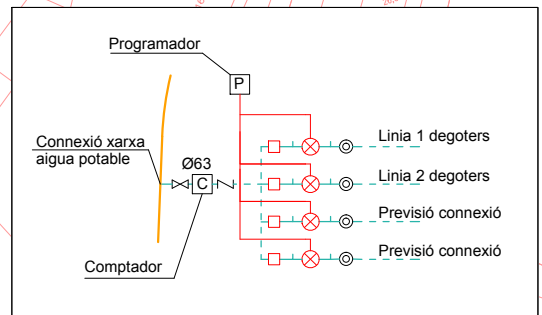 Programador
P
Connexió xarxa
aigua potable
Ø63
C
Comptador
Linia 1 degoters
Linia 2 degoters
Previsió connexió
Previsió connexió